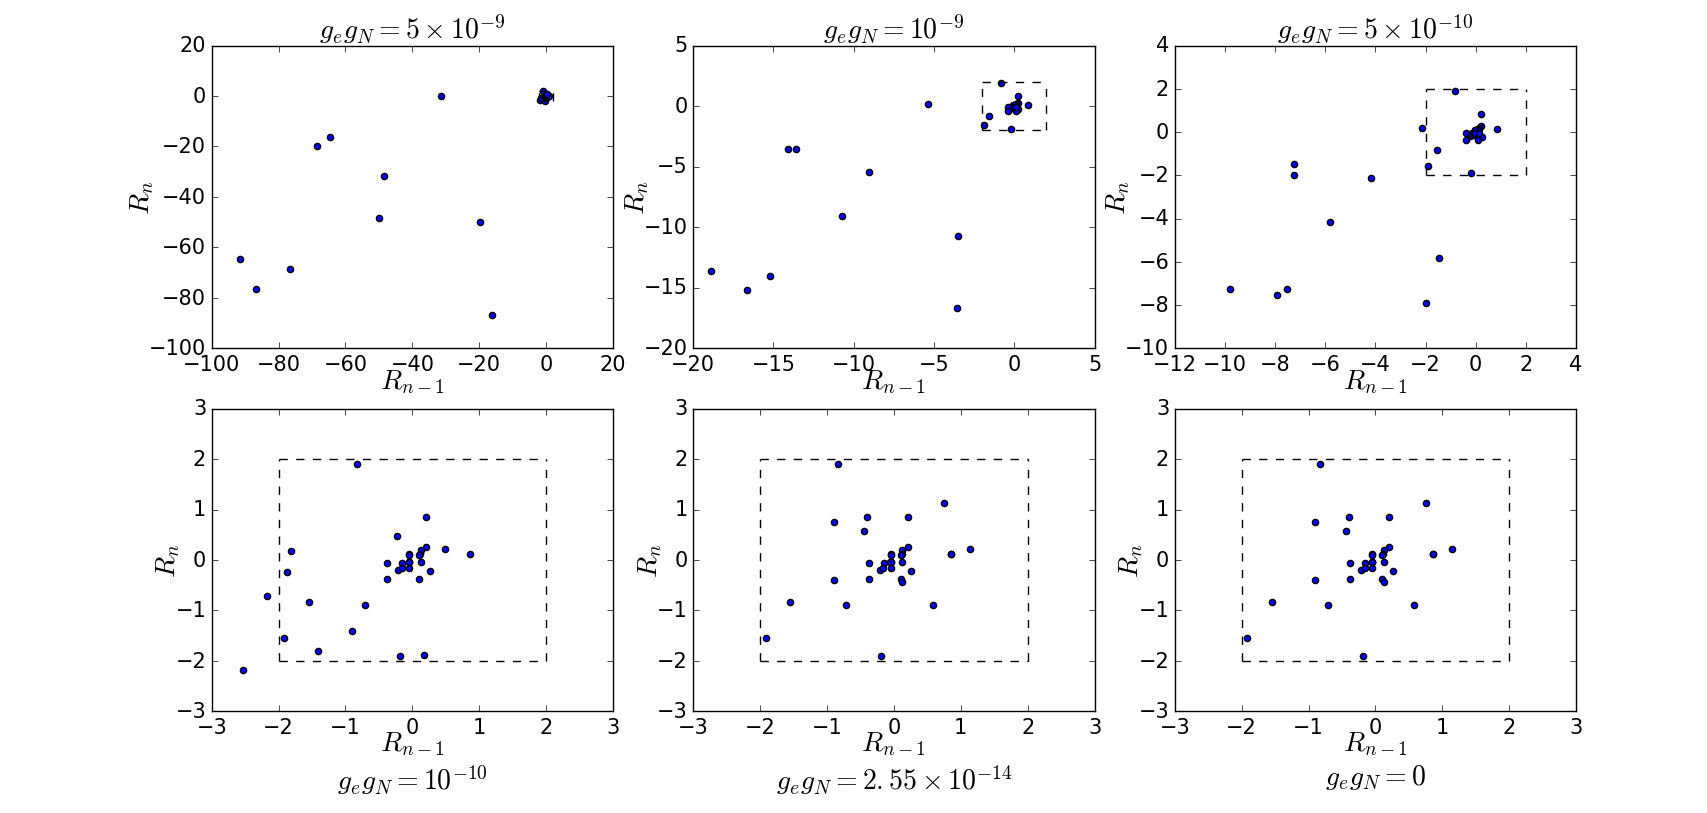 g_e g_N = 5 × 10^{-9}
g_e g_N = 10^{-9}
g_e g_N = 5 × 10^{-10}
20
0
−20
−40
−60
−80
−100
R_n
−100 −80 −60 −40 −20 0 20
R_{n−1}
5
0
−5
−10
−15
−20
R_n
−20 −15 −10 −5 0 5
R_{n−1}
4
2
0
−2
−4
−6
−8
−10
R_n
−12 −10 −8 −6 −4 −2 0 2 4
R_{n−1}
3
2
1
0
−1
−2
−3
R_n
−3 −2 −1 0 1 2 3
R_{n−1}
g_e g_N = 10^{-10}
3
2
1
0
−1
−2
−3
R_n
−3 −2 −1 0 1 2 3
R_{n−1}
g_e g_N = 2.55 × 10^{-14}
3
2
1
0
−1
−2
−3
R_n
−3 −2 −1 0 1 2 3
R_{n−1}
g_e g_N = 0